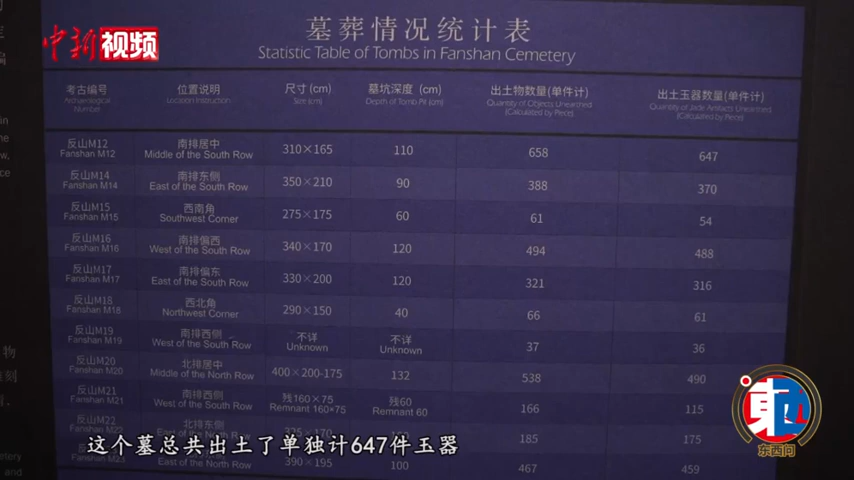 中新视频
墓葬情况统计表
Statistic Table of Tombs in Fanshan Cemetery
考古编号 位置说明 尺寸 (cm) 墓坑深度 (cm) 出土物数量(单件计) 出土玉器数量(单件计)
Archaeological Number Location Instruction Size (cm) Depth of Tomb Pit (cm) Quantity of Objects Unearthed (Calculated by Piece) Quantity of Jade Artifacts Unearthed (Calculated by Piece)
反山M12 南排居中 310×165 110 658 647
Fanshan M12 Middle of the South Row
反山M14 南排东侧 350×210 90 388 370
Fanshan M14 East of the South Row
反山M15 西南角 275×175 60 61 54
Fanshan M15 Southwest Corner
反山M16 南排偏西 340×170 120 494 488
Fanshan M16 West of the South Row
反山M17 南排偏东 330×200 120 321 316
Fanshan M17 East of the South Row
反山M18 西北角 290×150 40 66 61
Fanshan M18 Northwest Corner
反山M19 南排西侧 不详 不详 37 36
Fanshan M19 West of the South Row Unknown Unknown
反山M20 北排居中 400×200-175 132 538 490
Fanshan M20 Middle of the North Row
反山M21 南排西侧 残160×75 残60 166 115
Fanshan M21 West of the South Row Remnant 160×75 Remnant 60
反山M22 北排东侧 185 175
East of the North Row
390×195 100 467 459
East of the North Row
这个墓总共出土了单独计647件玉器
东西问